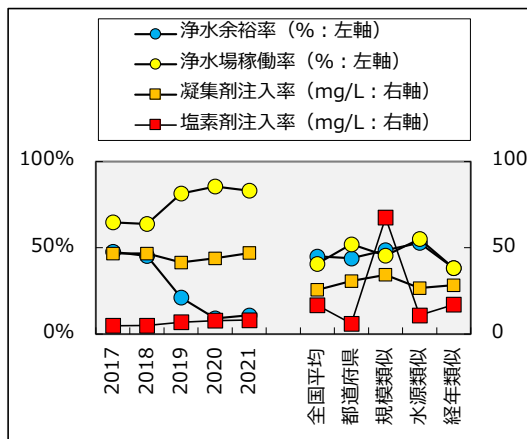 浄水余裕率（%：左軸）
浄水場稼働率（%：左軸）
凝集剤注入率（mg/L：右軸）
塩素剤注入率（mg/L：右軸）
100%
50%
0%
100
50
0
2017
2018
2019
2020
2021
全国平均
都道府県
規模類似
水源類似
経年類似